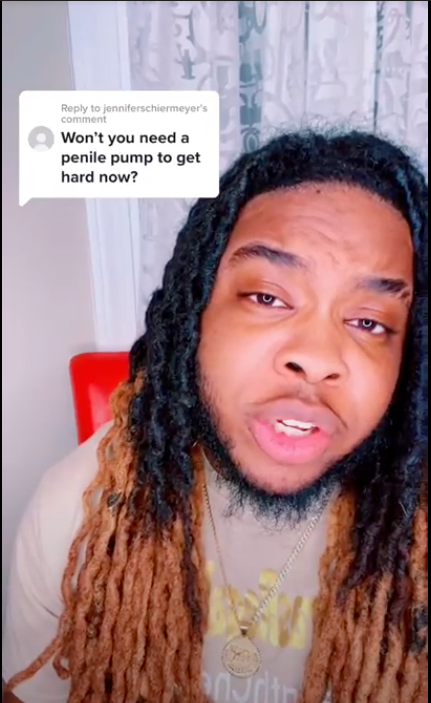 Reply to jenniferschiermeyer's
comment
Won't you need a
penile pump to get
hard now?